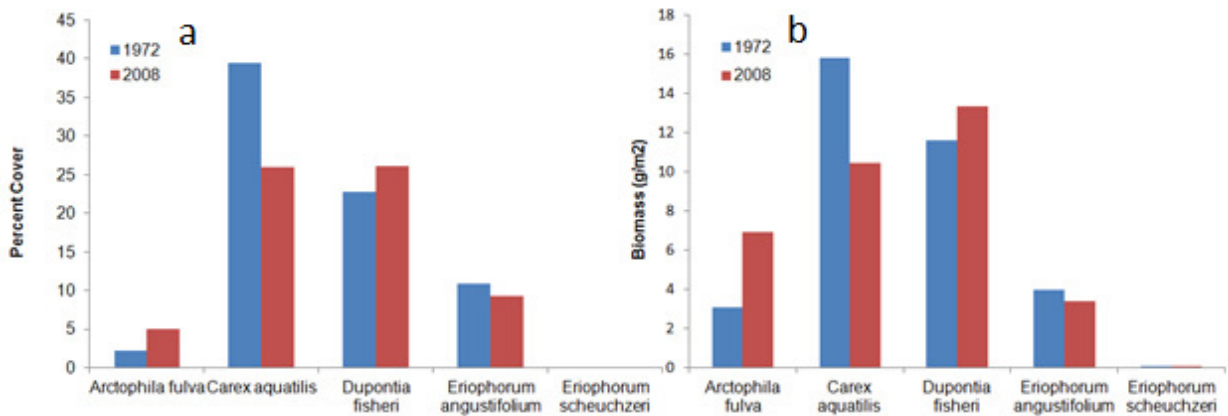 a
1972
2008
Percent Cover
45
40
35
30
25
20
15
10
5
0
Arctophila fulva
Carex aquatilis
Dupontia
fisheri
Eriophorum
angustifolium
Eriophorum
scheuchzeri
b
1972
2008
Biomass (g/m2)
18
16
14
12
10
8
6
4
2
0
Arctophila
fulva
Carex
aquatilis
Dupontia
fisheri
Eriophorum
angustifolium
Eriophorum
scheuchzeri